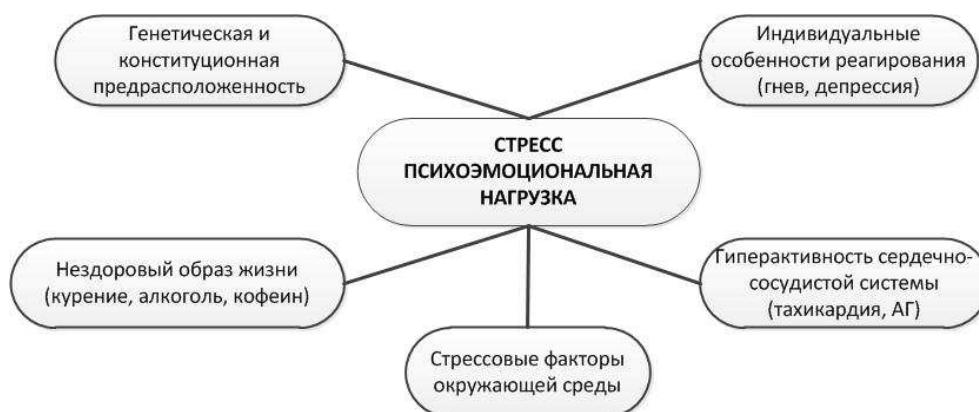 Генетическая и
конституционная
предрасположенность
Индивидуальные
особенности реагирования
(гнев, депрессия)
СТРЕСС
ПСИХОЭМОЦИОНАЛЬНАЯ
НАГРУЗКА
Нездоровый образ жизни
(курение, алкоголь, кофеин)
Гиперактивность сердечно-
сосудистой системы
(тахикардия, АГ)
Стрессовые факторы
окружающей среды